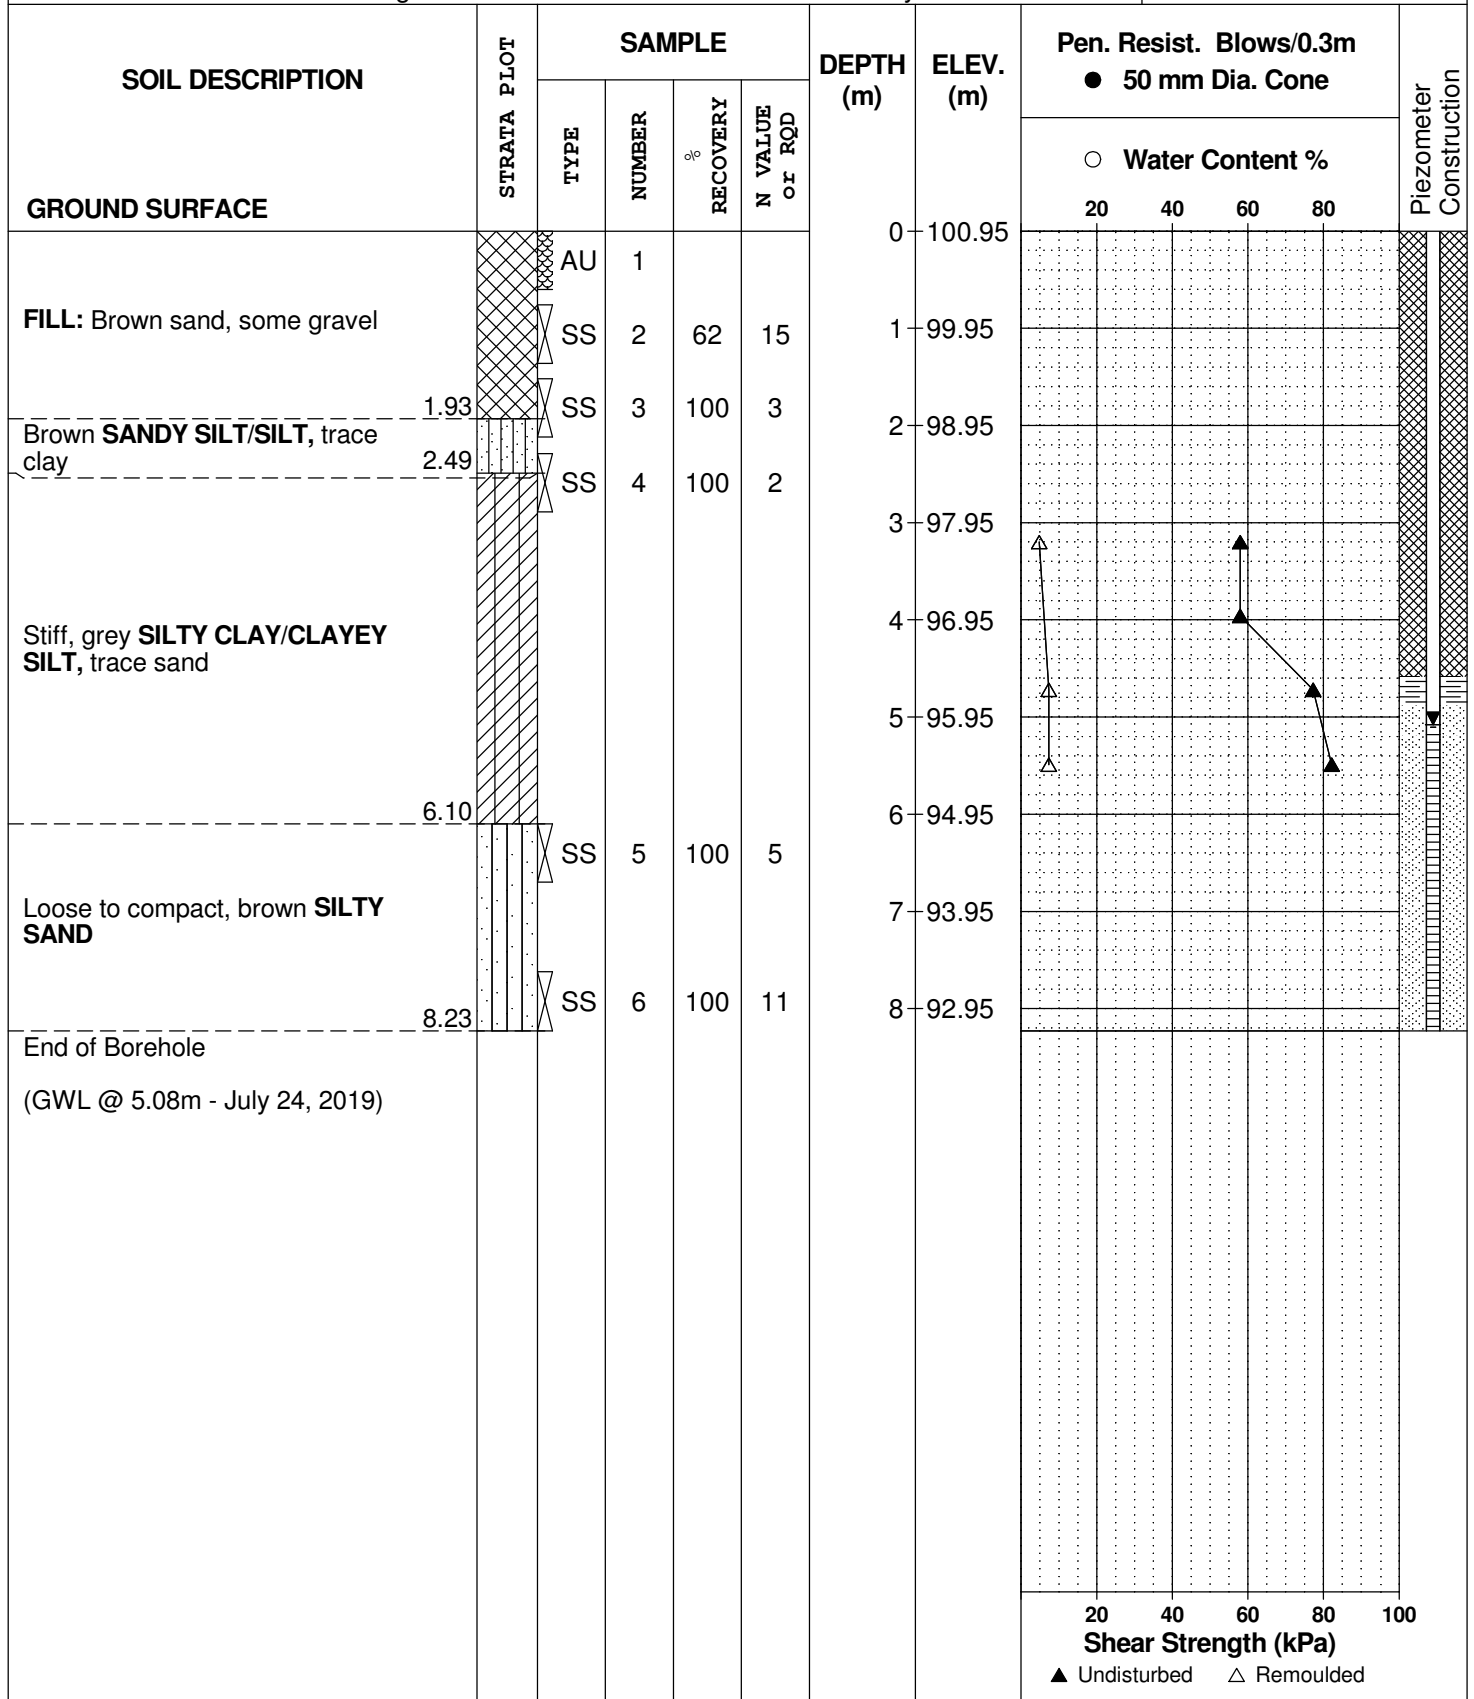 SOIL DESCRIPTION
GROUND SURFACE
STRATA PLOT
SAMPLE
TYPE
NUMBER
%
RECOVERY
N VALUE
or RQD
DEPTH
(m)
ELEV.
(m)
Pen. Resist. Blows/0.3m
● 50 mm Dia. Cone
○ Water Content %
20 40 60 80
Piezometer
Construction
0 100.95
AU 1
FILL: Brown sand, some gravel
SS 2 62 15
1 99.95
1.93
SS 3 100 3
2 98.95
Brown SANDY SILT/SILT, trace
clay
2.49
SS 4 100 2
3 97.95
4 96.95
Stiff, grey SILTY CLAY/CLAYEY
SILT, trace sand
5 95.95
6.10
6 94.95
SS 5 100 5
Loose to compact, brown SILTY
SAND
7 93.95
SS 6 100 11
8 92.95
8.23
End of Borehole
(GWL @ 5.08m - July 24, 2019)
20 40 60 80 100
Shear Strength (kPa)
▲ Undisturbed △ Remoulded